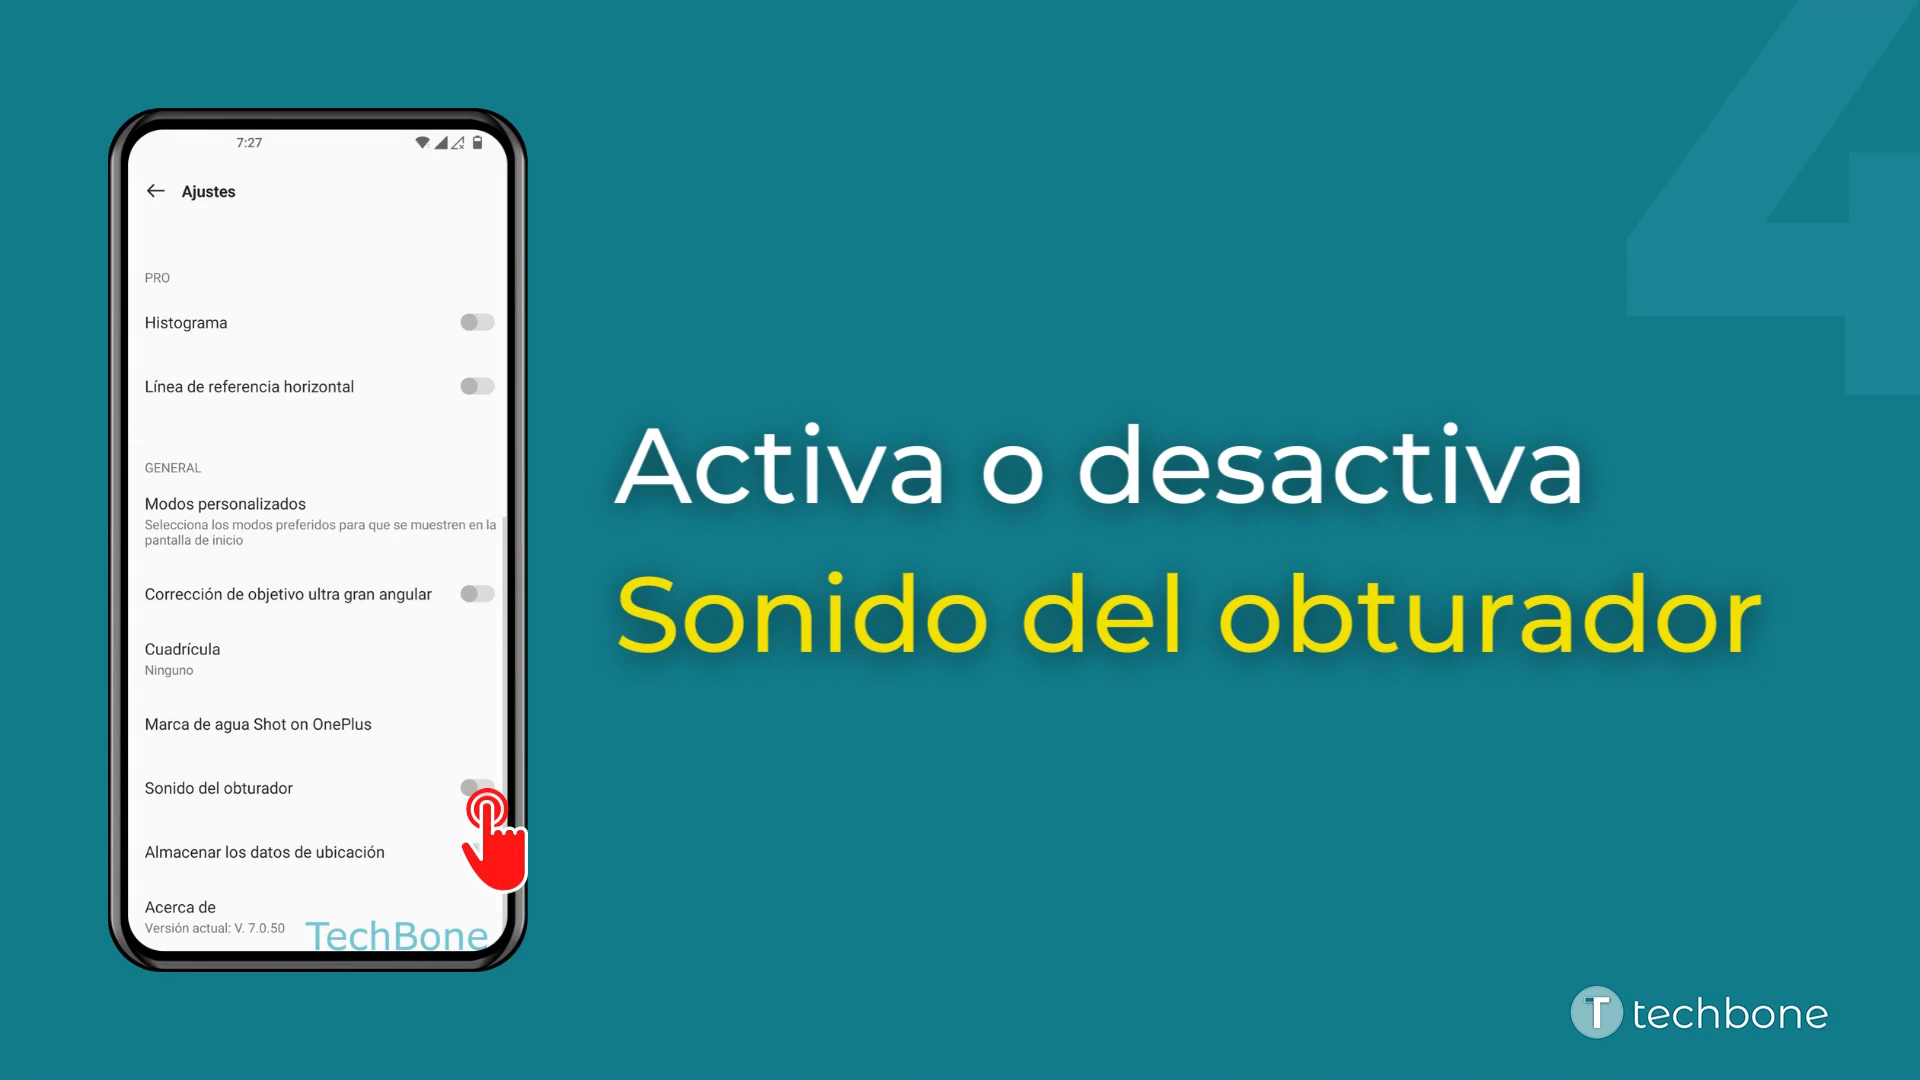 4
7:27
Ajustes
PRO
Histograma
Línea de referencia horizontal
GENERAL
Modos personalizados
Selecciona los modos preferidos para que se muestren en la
pantalla de inicio
Corrección de objetivo ultra gran angular
Cuadrícula
Ninguno
Marca de agua Shot on OnePlus
Sonido del obturador
Almacenar los datos de ubicación
Acerca de
Versión actual: V. 7.0.50
TechBone
Activa o desactiva
Sonido del obturador
T techbone